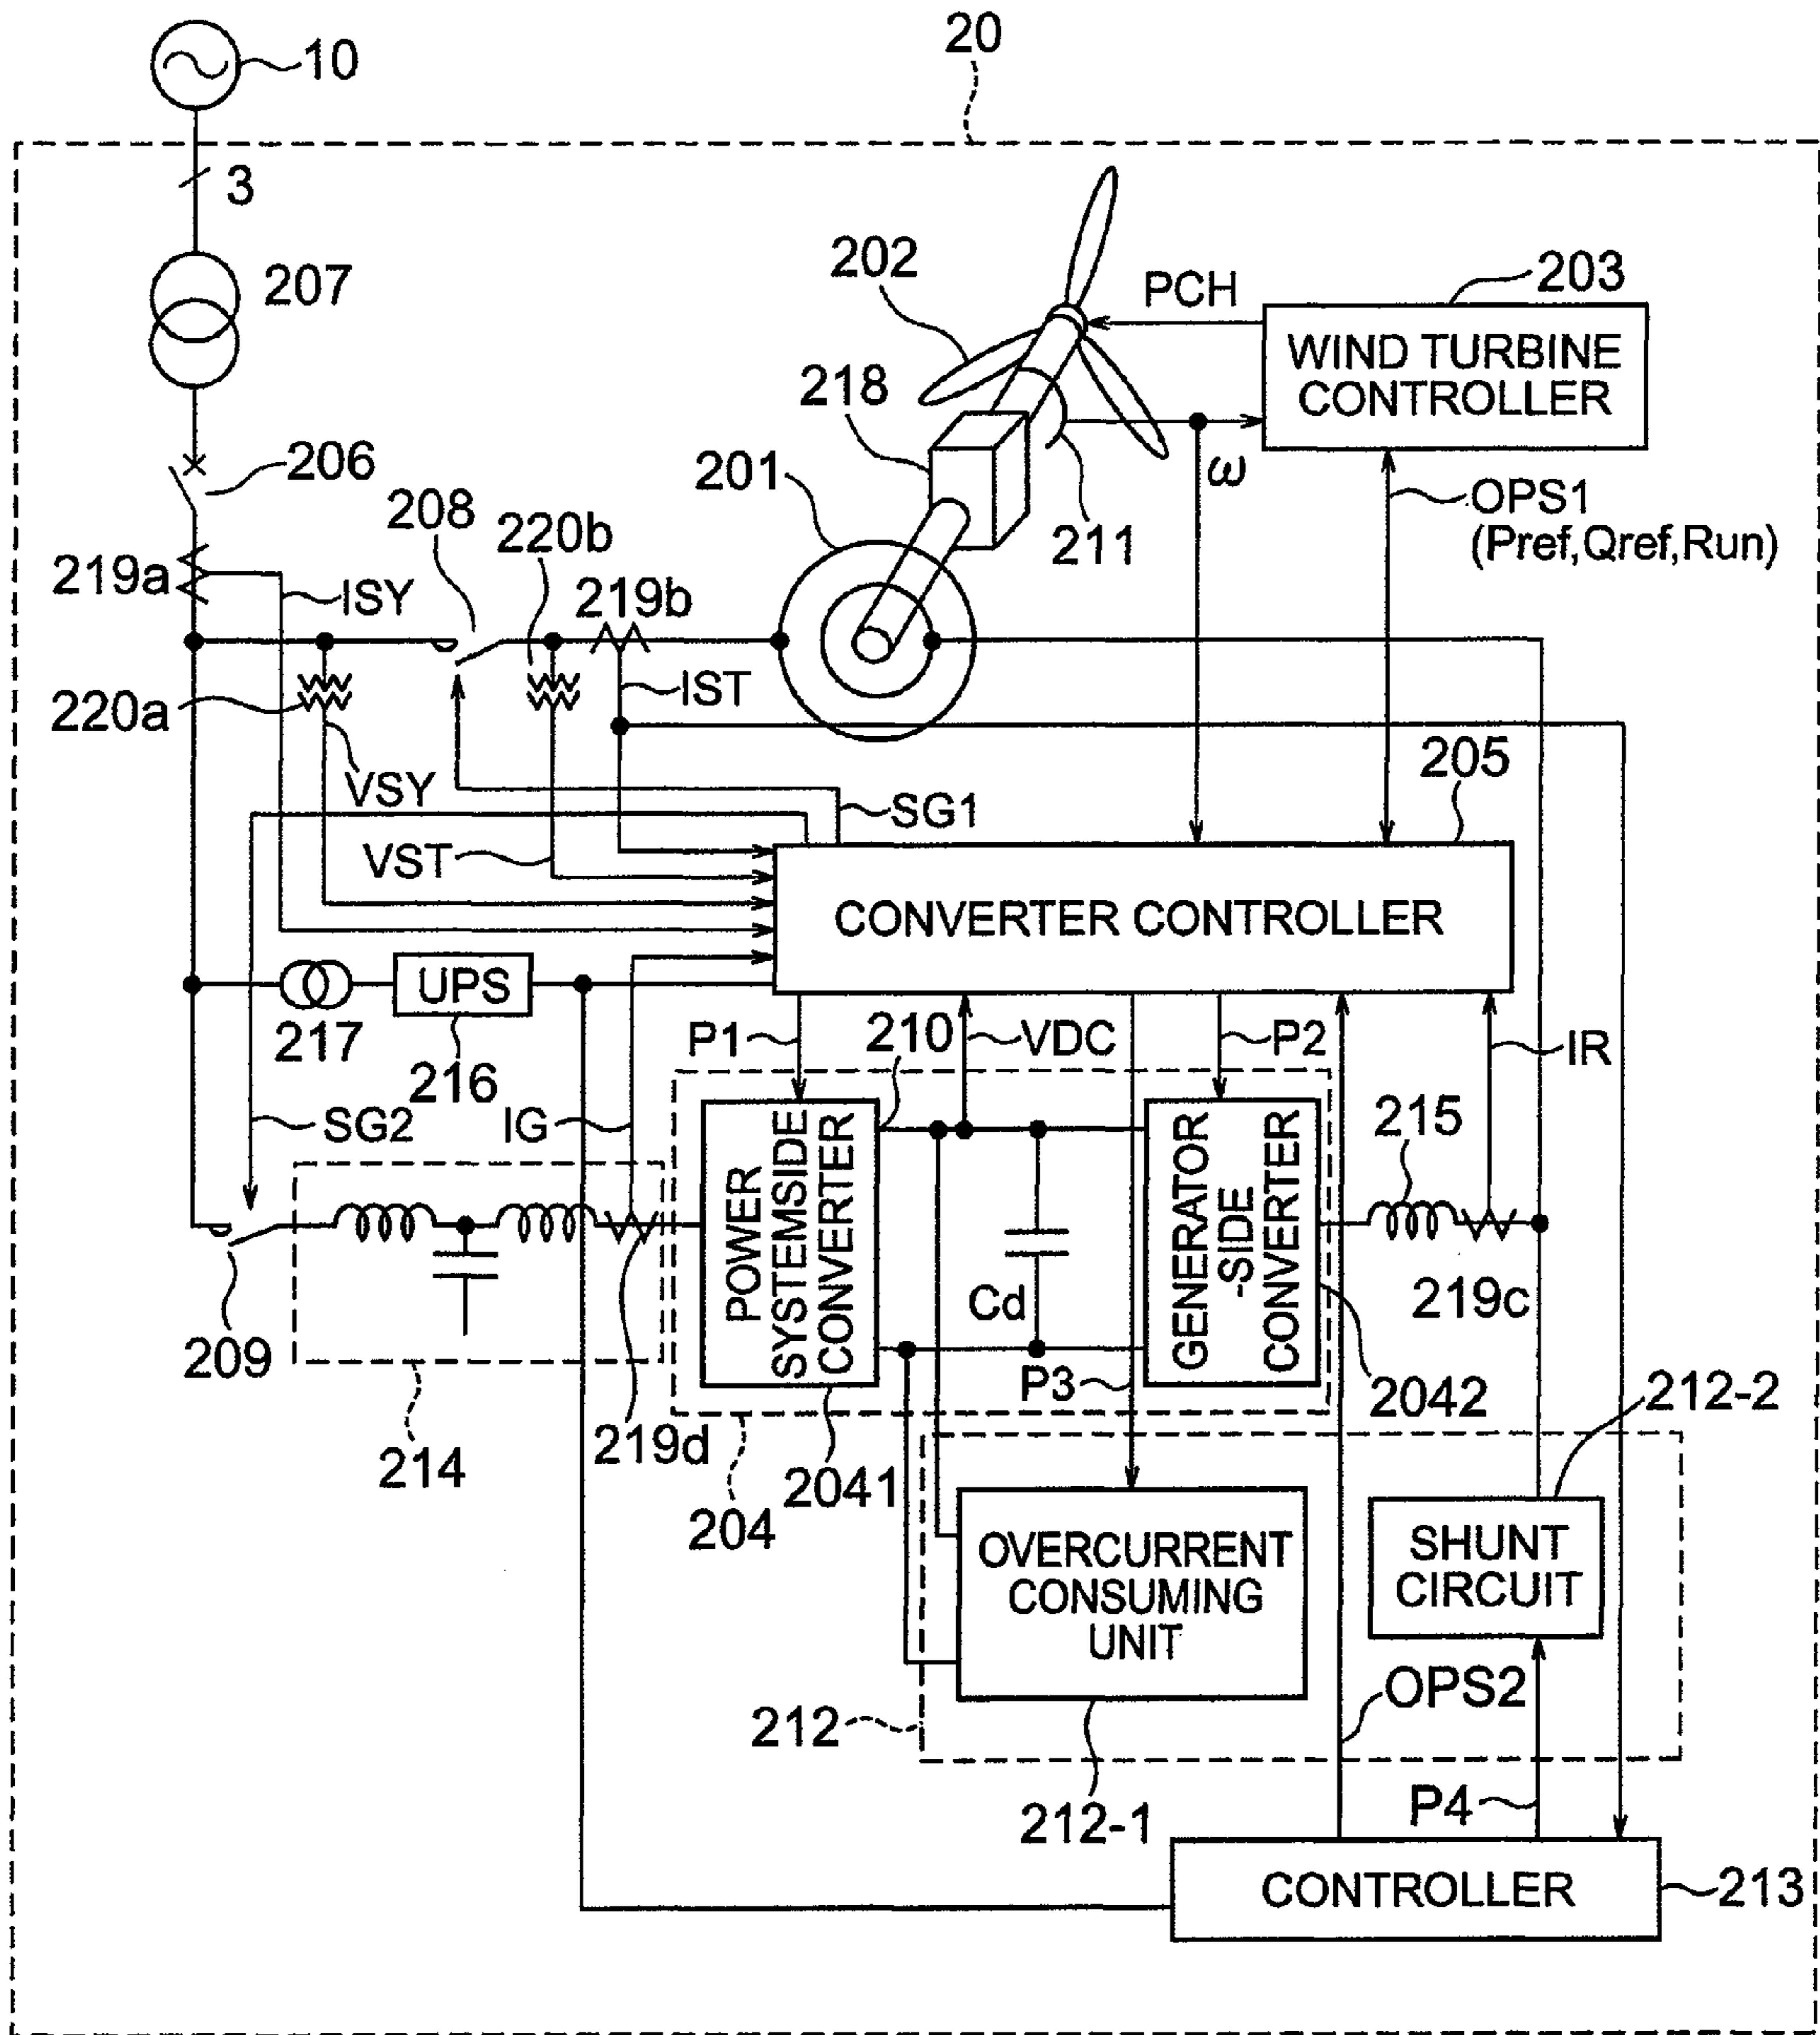 20
10
3
207
202
PCH
203
WIND TURBINE
CONTROLLER
218
206
201
ω
208
220b
211
OPS1
(Pref,Qref,Run)
219a
ISY
219b
220a
IST
VSY
205
SG1
VST
CONVERTER CONTROLLER
UPS
217
216
P1
210
VDC
P2
IR
SG2
IG
POWER
SYSTEMSIDE
CONVERTER
GENERATOR
-SIDE
CONVERTER
215
Cd
219c
209
P3
2042
212-2
214
219d
2041
204
OVERCURRENT
CONSUMING
UNIT
SHUNT
CIRCUIT
212
OPS2
212-1
P4
CONTROLLER
213